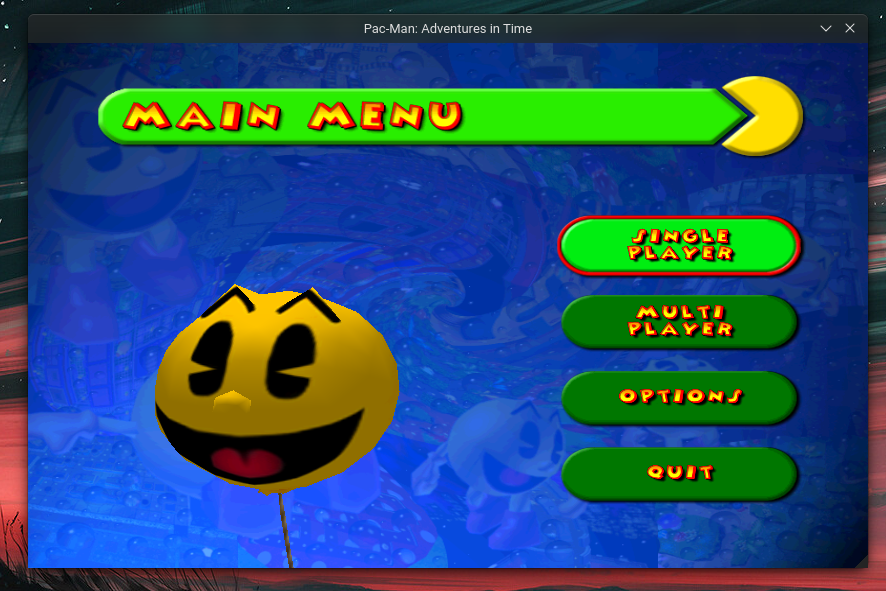 Pac-Man: Adventures in Time
MAIN MENU
SINGLE
PLAYER
MULTI
PLAYER
OPTIONS
QUIT